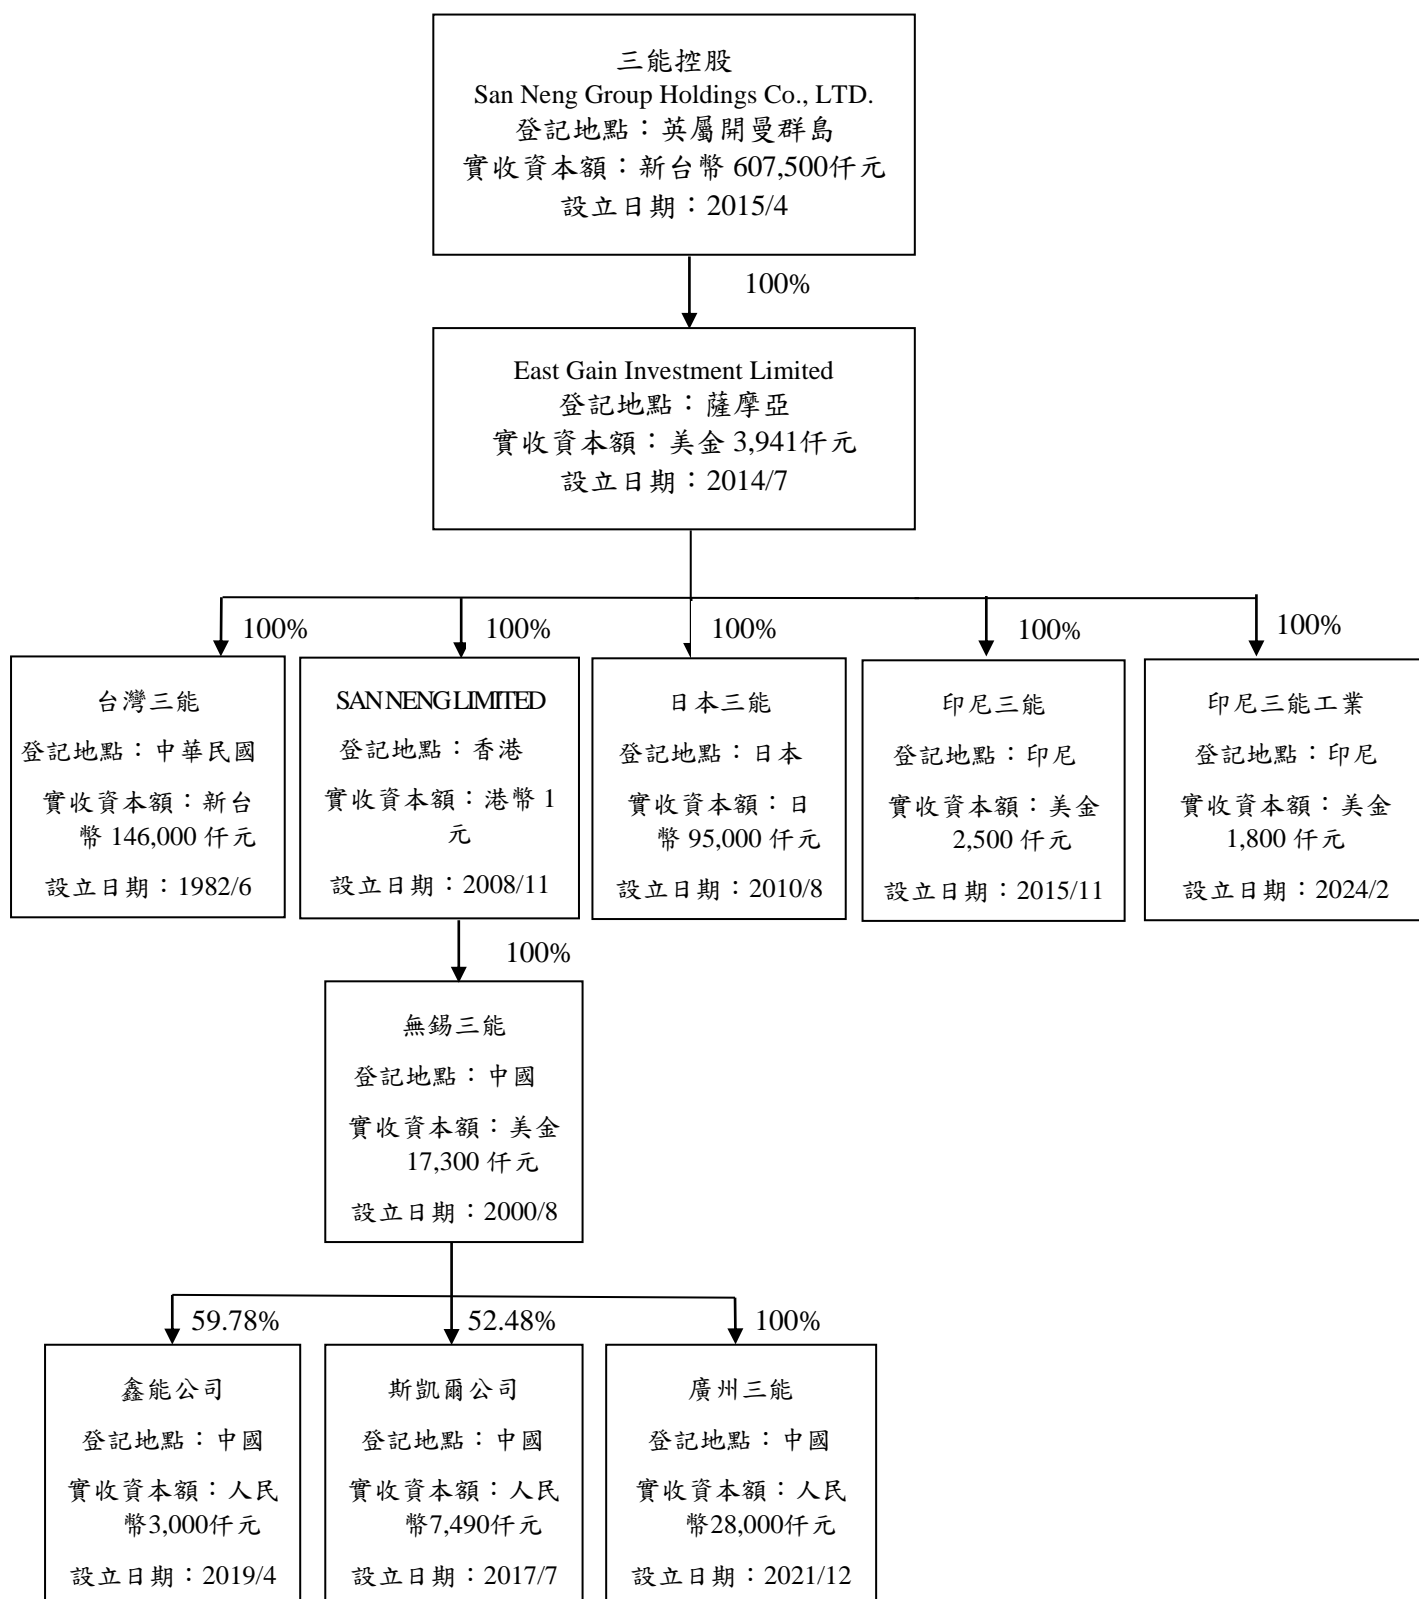 三能控股
San Neng Group Holdings Co., LTD.
登記地點：英屬開曼群島
實收資本額：新台幣 607,500仟元
設立日期：2015/4
100%
East Gain Investment Limited
登記地點：薩摩亞
實收資本額：美金 3,941仟元
設立日期：2014/7
100%
100%
100%
100%
100%
台灣三能
登記地點：中華民國
實收資本額：新台
幣 146,000 仟元
設立日期：1982/6
SAN NENG LIMITED
登記地點：香港
實收資本額：港幣 1
元
設立日期：2008/11
日本三能
登記地點：日本
實收資本額：日
幣 95,000 仟元
設立日期：2010/8
印尼三能
登記地點：印尼
實收資本額：美金
2,500 仟元
設立日期：2015/11
印尼三能工業
登記地點：印尼
實收資本額：美金
1,800 仟元
設立日期：2024/2
100%
無錫三能
登記地點：中國
實收資本額：美金
17,300 仟元
設立日期：2000/8
59.78%
52.48%
100%
鑫能公司
登記地點：中國
實收資本額：人民
幣3,000仟元
設立日期：2019/4
斯凱爾公司
登記地點：中國
實收資本額：人民
幣7,490仟元
設立日期：2017/7
廣州三能
登記地點：中國
實收資本額：人民
幣28,000仟元
設立日期：2021/12